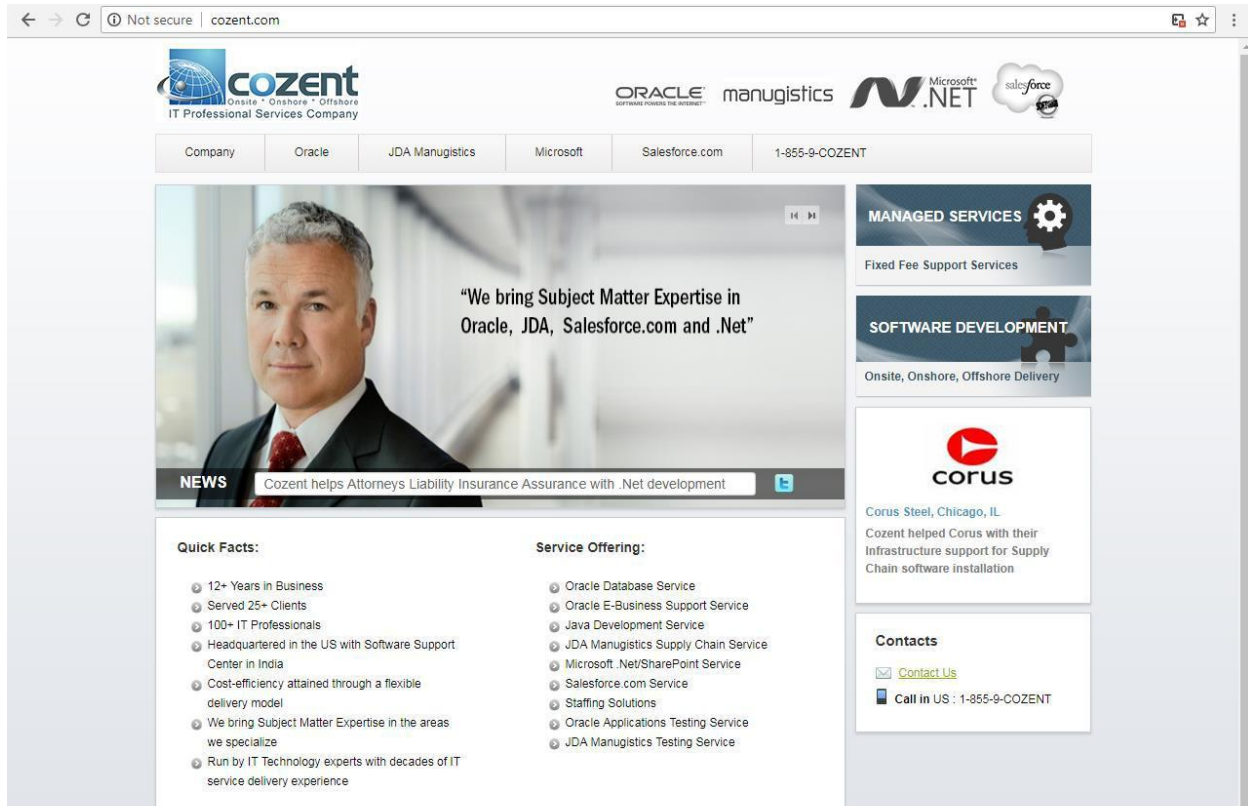 Not secure
cozent.com
cozent
Onsite * Onshore * Offshore
IT Professional Services Company
ORACLE
SOFTWARE POWERS THE INTERNET™
manugistics
Microsoft®
.NET
salesforce
Company
Oracle
JDA Manugistics
Microsoft
Salesforce.com
1-855-9-COZENT
“We bring Subject Matter Expertise in
Oracle, JDA, Salesforce.com and .Net”
NEWS
Cozent helps Attorneys Liability Insurance Assurance with .Net development
MANAGED SERVICES
Fixed Fee Support Services
SOFTWARE DEVELOPMENT
Onsite, Onshore, Offshore Delivery
corus
Corus Steel, Chicago, IL
Cozent helped Corus with their
Infrastructure support for Supply
Chain software installation
Quick Facts:
12+ Years in Business
Served 25+ Clients
100+ IT Professionals
Headquartered in the US with Software Support
Center in India
Cost-efficiency attained through a flexible
delivery model
We bring Subject Matter Expertise in the areas
we specialize
Run by IT Technology experts with decades of IT
service delivery experience
Service Offering:
Oracle Database Service
Oracle E-Business Support Service
Java Development Service
JDA Manugistics Supply Chain Service
Microsoft .Net/SharePoint Service
Salesforce.com Service
Staffing Solutions
Oracle Applications Testing Service
JDA Manugistics Testing Service
Contacts
Contact Us
Call in US : 1-855-9-COZENT